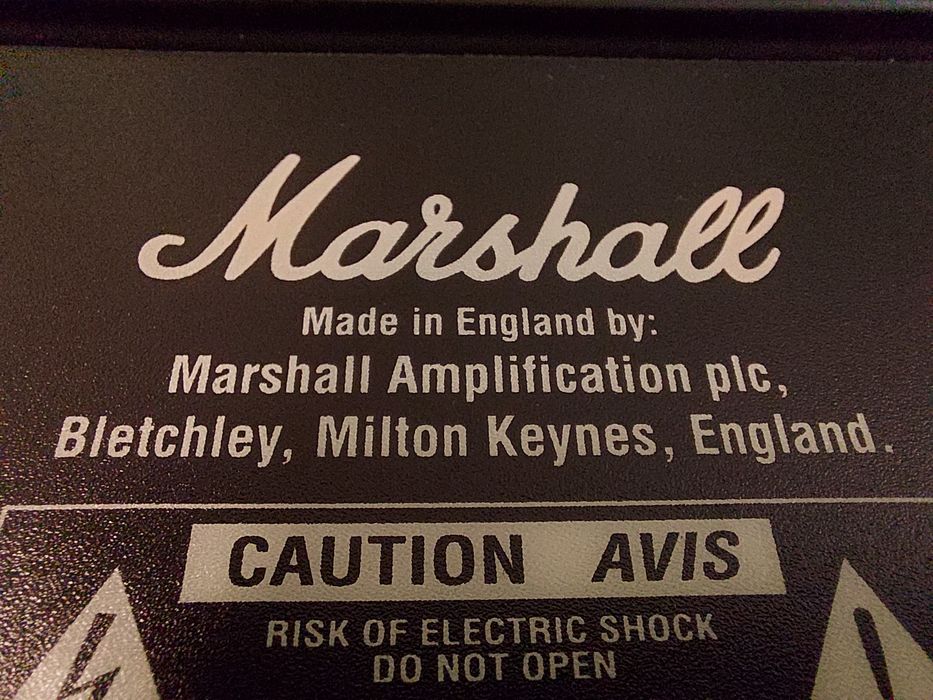 Marshall
Made in England by:
Marshall Amplification plc,
Bletchley, Milton Keynes, England.
CAUTION AVIS
RISK OF ELECTRIC SHOCK
DO NOT OPEN